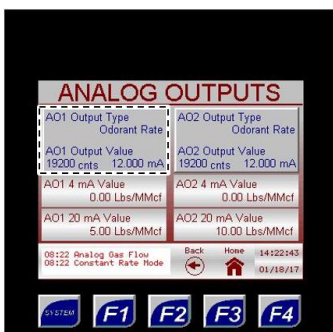 ANALOG OUTPUTS
AO1 Output Type
Odorant Rate
AO1 Output Value
19200 cnts 12.000 mA
AO2 Output Type
Odorant Rate
AO2 Output Value
19200 cnts 12.000 mA
AO1 4 mA Value
0.00 Lbs/MMcf
AO2 4 mA Value
0.00 Lbs/MMcf
AO1 20 mA Value
5.00 Lbs/MMcf
AO2 20 mA Value
10.00 Lbs/MMcf
08:22 Analog Gas Flow
08:22 Constant Rate Mode
Back
Home
14:22:43
01/18/17
SYSTEM F1 F2 F3 F4